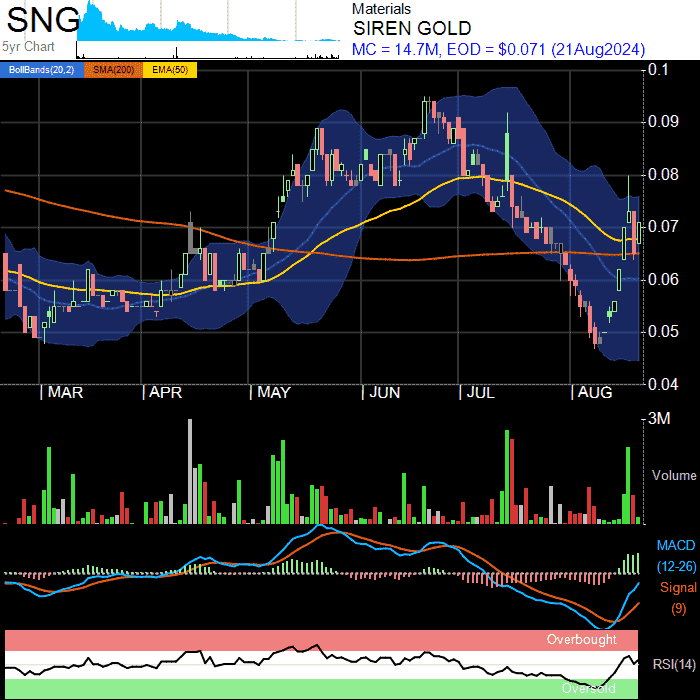 SNG
5yr Chart
Materials
SIREN GOLD
MC = 14.7M, EOD = $0.071 (21Aug2024)
BollBands(20,2) SMA(200) EMA(50)
0.1
0.09
0.08
0.07
0.06
0.05
0.04
MAR APR MAY JUN JUL AUG
3M
Volume
MACD
(12-26)
Signal
(9)
Overbought
RSI(14)
Oversold